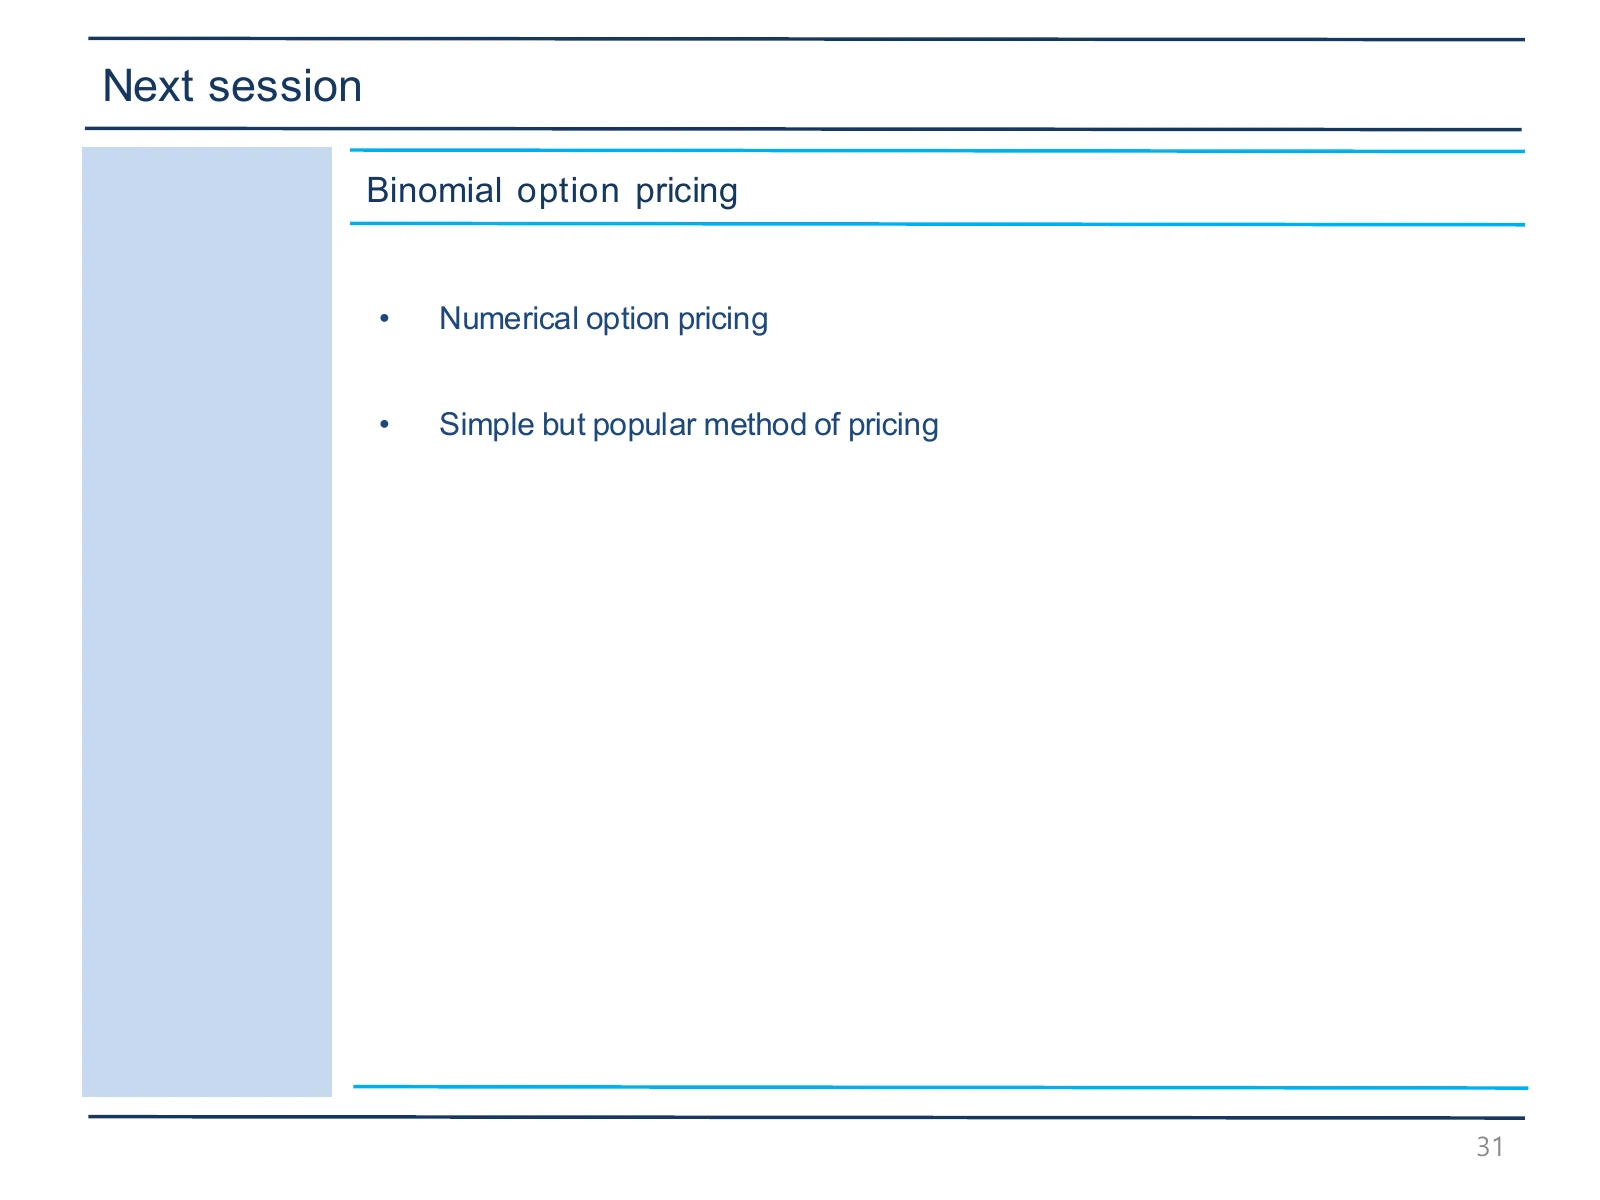 Next session
Binomial option pricing
• Numerical option pricing
• Simple but popular method of pricing
31